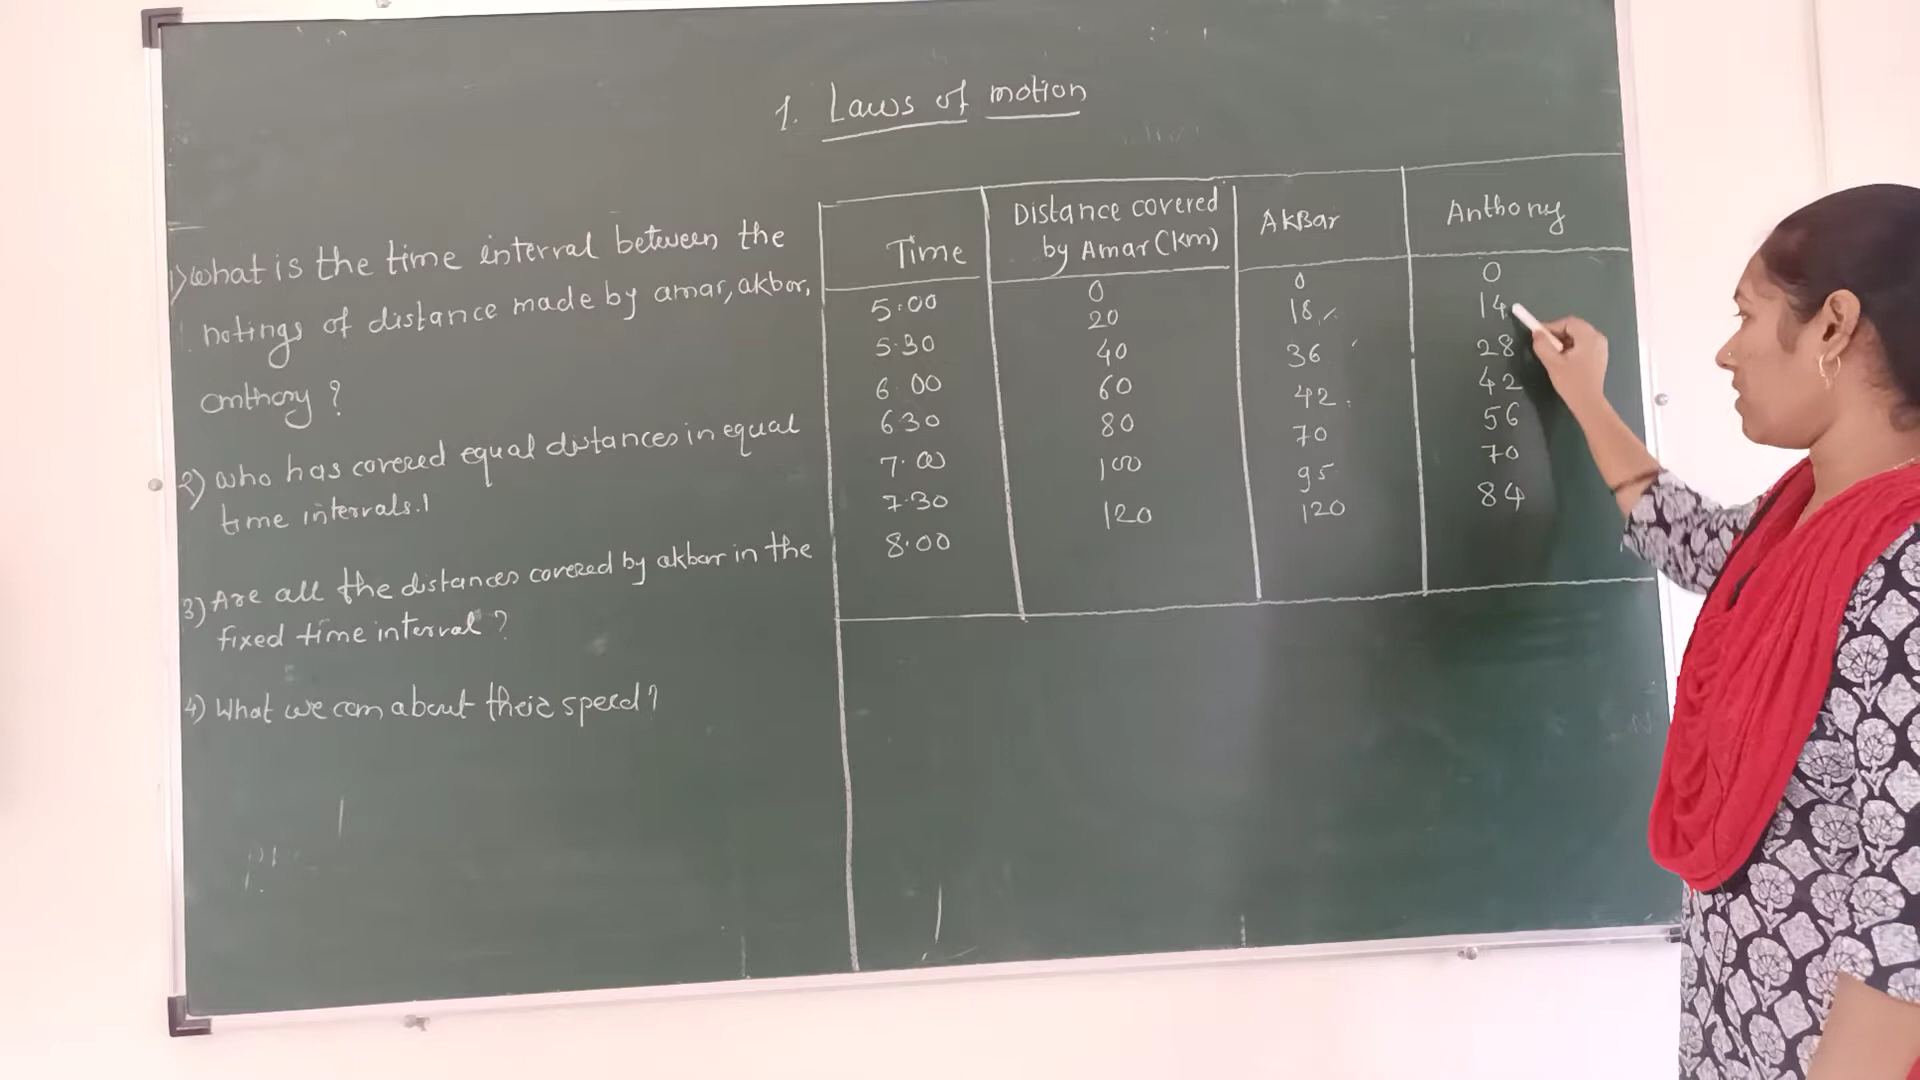 1. Laws of motion
1) What is the time interval between the
notings of distance made by amar, akbar,
anthony ?
2) Who has covered equal distances in equal
time intervals.1
3) Are all the distances covered by akbar in the
fixed time interval ?
4) What we can about their speed ?
Time Distance covered by Amar (km) AkBar Anthony
5.00 0 0 0
5.30 20 18 14
6.00 40 36 28
6.30 60 42 42
7.00 80 70 56
7.30 100 95 70
8.00 120 120 84